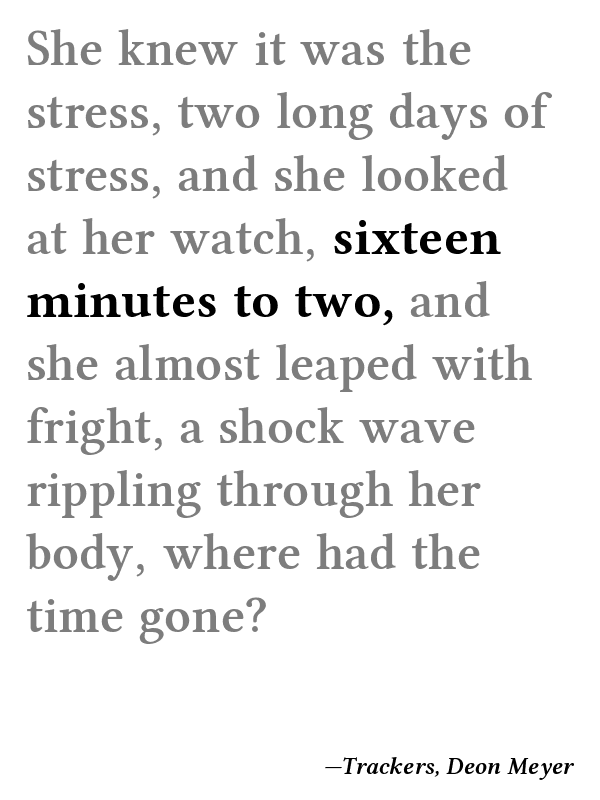 She knew it was the
stress, two long days of
stress, and she looked
at her watch, sixteen
minutes to two, and
she almost leaped with
fright, a shock wave
rippling through her
body, where had the
time gone?
—Trackers, Deon Meyer